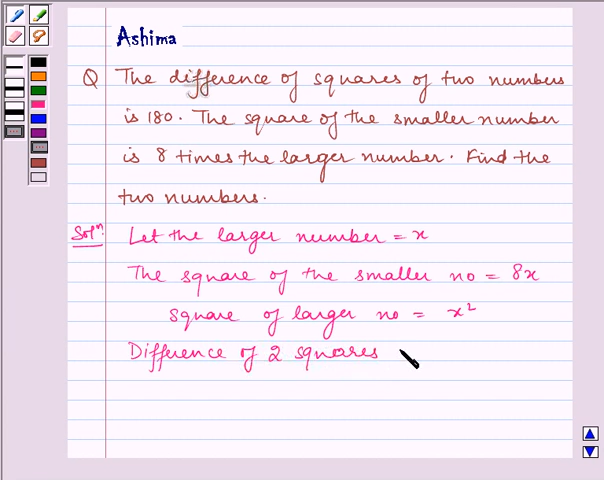 Ashima
Q The difference of squares of two numbers
is 180. The square of the smaller number
is 8 times the larger number. Find the
two numbers.
Solⁿ: Let the larger number = x
The square of the smaller no = 8x
square of larger no = x²
Difference of 2 squares